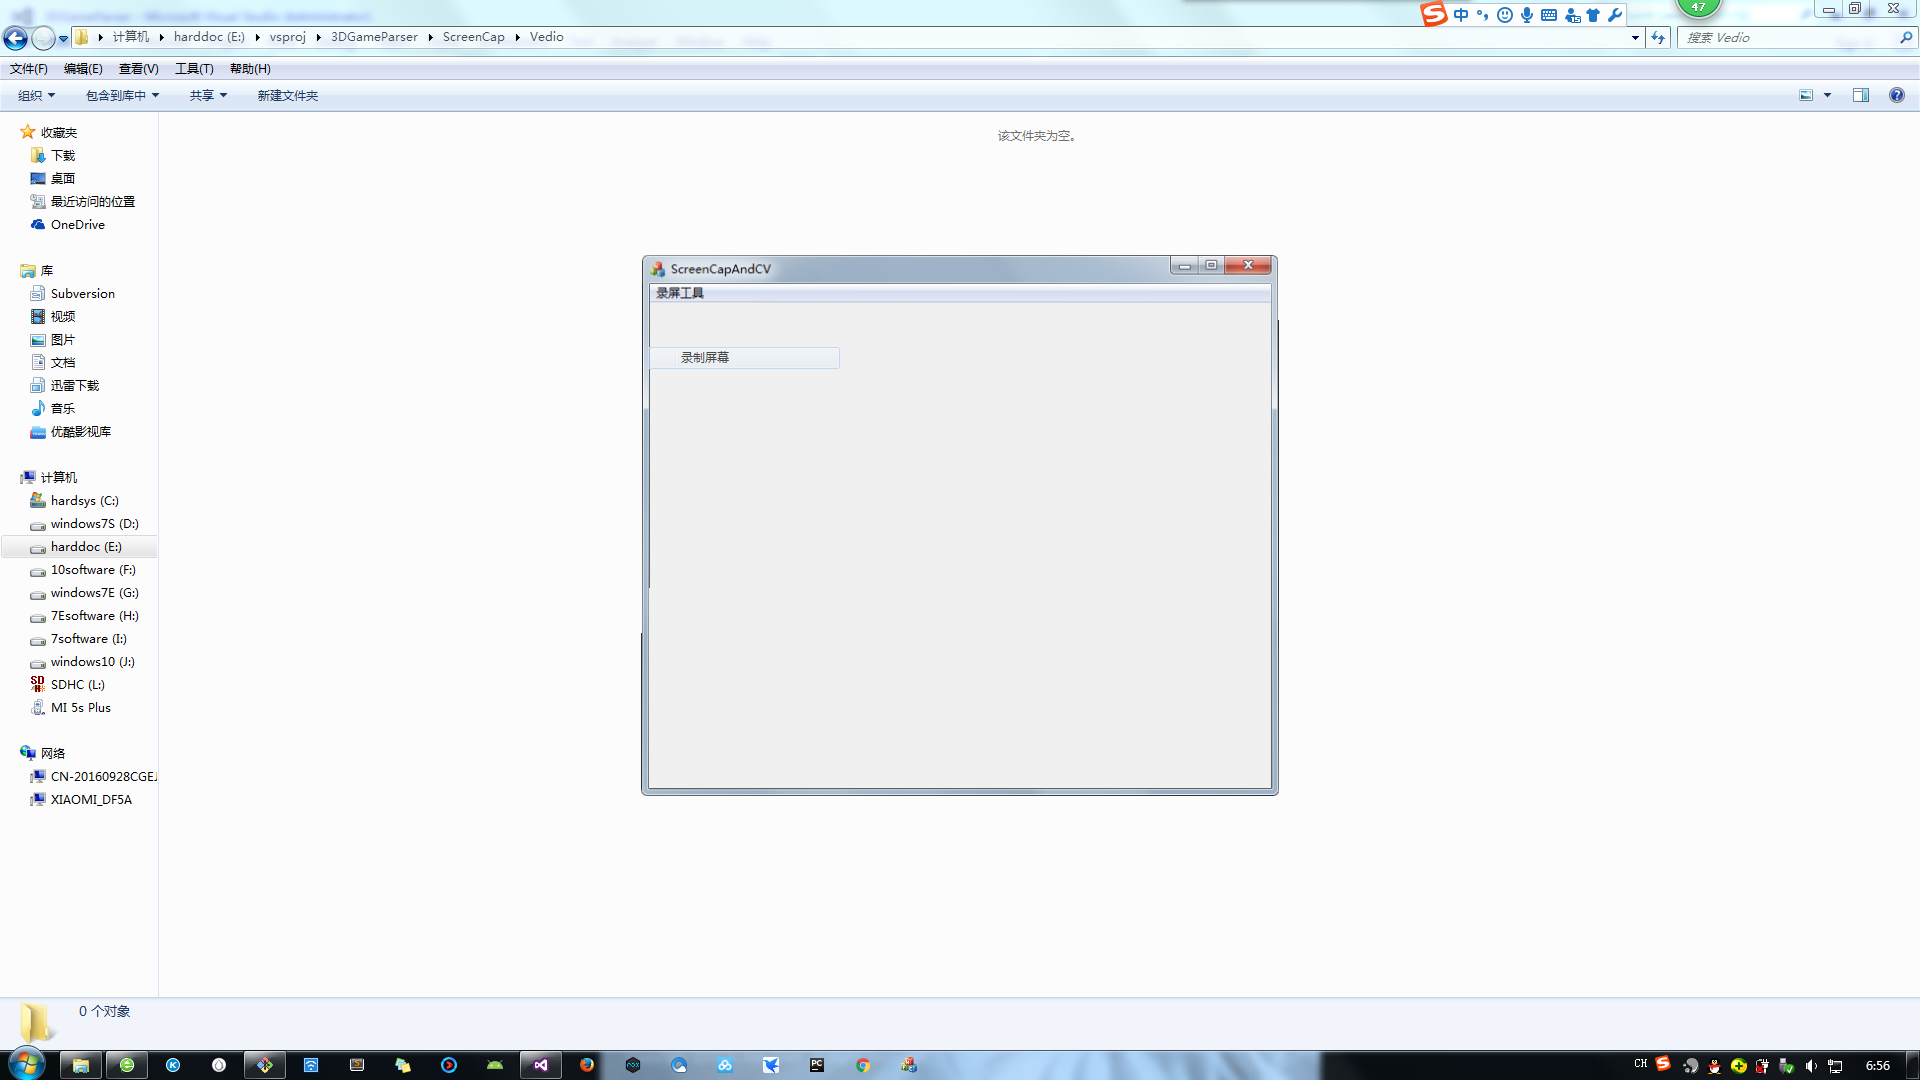 中
47
计算机 harddoc (E:) vsproj 3DGameParser ScreenCap Vedio
搜索 Vedio
文件(F) 编辑(E) 查看(V) 工具(T) 帮助(H)
组织 包含到库中 共享 新建文件夹
该文件夹为空。
收藏夹
下载
桌面
最近访问的位置
OneDrive
库
Subversion
视频
图片
文档
迅雷下载
音乐
优酷影视库
计算机
hardsys (C:)
windows7S (D:)
harddoc (E:)
10software (F:)
windows7E (G:)
7Esoftware (H:)
7software (I:)
windows10 (J:)
SDHC (L:)
MI 5s Plus
网络
CN-20160928CGEJ
XIAOMI_DF5A
ScreenCapAndCV
录屏工具
录制屏幕
0 个对象
CH
6:56